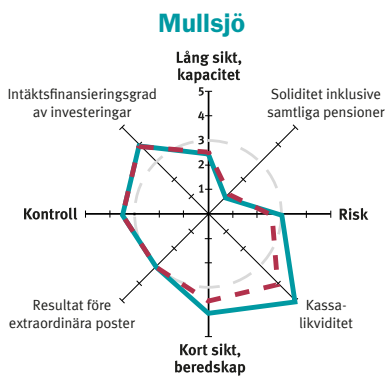 Mullsjö
Lång sikt,
kapacitet
Intäktsfinansieringsgrad
av investeringar
Soliditet inklusive
samtliga pensioner
5
4
3
2
1
Kontroll
Risk
Resultat före
extraordinära poster
Kassa-
likviditet
Kort sikt,
beredskap